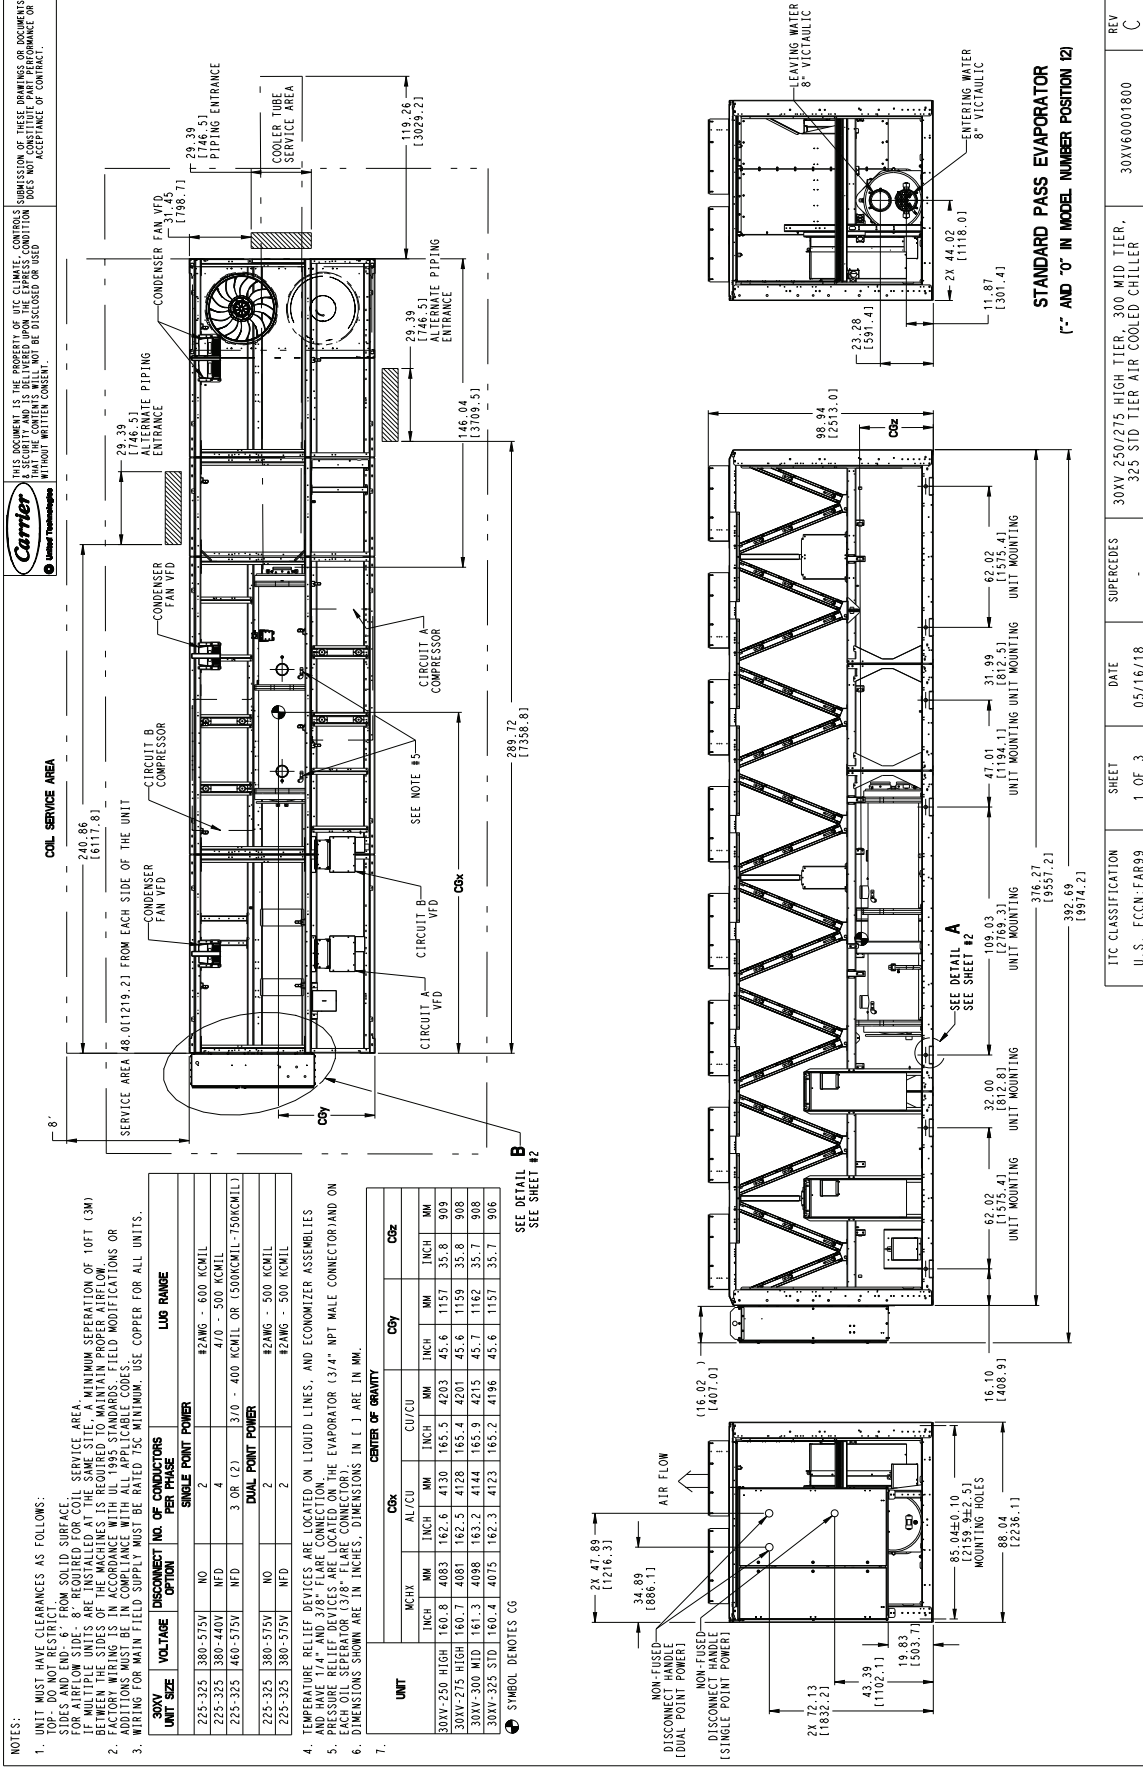 NOTES:
1. UNIT MUST HAVE CLEARANCES AS FOLLOWS:
TOP- DO NOT RESTRICT.
SIDES AND END- 6' FROM SOLID SURFACE.
FOR AIRFLOW SIDE- 8' REQUIRED FOR COIL SERVICE AREA.
IF MULTIPLE UNITS ARE INSTALLED AT THE SAME SITE, A MINIMUM SEPERATION OF 10FT (3M)
BETWEEN THE SIDES OF THE MACHINES IS REQUIRED TO MAINTAIN PROPER AIRFLOW.
2. FACTORY WIRING IS IN ACCORDANCE WITH UL 1995 STANDARDS. FIELD MODIFICATIONS OR
ADDITIONS MUST BE IN COMPLIANCE WITH ALL APPLICABLE CODES.
3. WIRING FOR MAIN FIELD SUPPLY MUST BE RATED 75C MINIMUM. USE COPPER FOR ALL UNITS.
30XV UNIT SIZE VOLTAGE DISCONNECT OPTION NO. OF CONDUCTORS PER PHASE LUG RANGE
SINGLE POINT POWER
225-325 380-575V NO 2 #2AWG - 600 KCMIL
225-325 380-440V NFD 4 4/0 - 500 KCMIL
225-325 460-575V NFD 3 OR (2) 3/0 - 400 KCMIL OR (500KCMIL-750KCMIL)
DUAL POINT POWER
225-325 380-575V NO 2 #2AWG - 500 KCMIL
225-325 380-575V NFD 2 #2AWG - 500 KCMIL
4. TEMPERATURE RELIEF DEVICES ARE LOCATED ON LIQUID LINES, AND ECONOMIZER ASSEMBLIES
AND HAVE 1/4" AND 3/8" FLARE CONNECTION.
5. PRESSURE RELIEF DEVICES ARE LOCATED ON THE EVAPORATOR (3/4" NPT MALE CONNECTOR)AND ON
EACH OIL SEPERATOR (3/8" FLARE CONNECTOR).
6. DIMENSIONS SHOWN ARE IN INCHES, DIMENSIONS IN [ ] ARE IN MM.
7.
CENTER OF GRAVITY
UNIT CGx CGy CGz
MCHX AL/CU CU/CU
INCH MM INCH MM INCH MM INCH MM INCH MM
30XV-250 HIGH 160.8 4083 162.6 4130 165.5 4203 45.6 1157 35.8 909
30XV-275 HIGH 160.7 4081 162.5 4128 165.4 4201 45.6 1159 35.8 908
30XV-300 MID 161.3 4098 163.2 4144 165.9 4215 45.7 1162 35.7 908
30XV-325 STD 160.4 4075 162.3 4123 165.2 4196 45.6 1157 35.7 906
SYMBOL DENOTES CG
Carrier
© United Technologies
THIS DOCUMENT IS THE PROPERTY OF UTC CLIMATE, CONTROLS
& SECURITY AND IS DELIVERED UPON THE EXPRESS CONDITION
THAT THE CONTENTS WILL NOT BE DISCLOSED OR USED
WITHOUT WRITTEN CONSENT.
SUBMISSION OF THESE DRAWINGS OR DOCUMENTS
DOES NOT CONSTITUTE PART PERFORMANCE OR
ACCEPTANCE OF CONTRACT.
COIL SERVICE AREA
8'
240.86
[6117.8]
SERVICE AREA 48.0[1219.2] FROM EACH SIDE OF THE UNIT
29.39
[746.5]
ALTERNATE PIPING
ENTRANCE
29.39
[746.5]
PIPING ENTRANCE
31.45
[798.7]
COOLER TUBE
SERVICE AREA
119.26
[3029.2]
CONDENSER
FAN VFD
CIRCUIT B
COMPRESSOR
CONDENSER
FAN VFD
CONDENSER FAN VFD
29.39
[746.5]
ALTERNATE PIPING
ENTRANCE
146.04
[3709.5]
CIRCUIT A
VFD
CIRCUIT B
VFD
SEE NOTE #5
CIRCUIT A
COMPRESSOR
CGy
CGx
289.72
[7358.8]
SEE DETAIL B
SEE SHEET #2
NON-FUSED
DISCONNECT HANDLE
[DUAL POINT POWER]
NON-FUSED
DISCONNECT HANDLE
[SINGLE POINT POWER]
2X 47.89
[1216.3]
34.89
[886.1]
AIR FLOW
2X 72.13
[1832.2]
43.39
[1102.1]
19.83
[503.7]
85.04±0.10
[2159.9±2.5]
MOUNTING HOLES
88.04
[2236.1]
(16.02 )
[407.0]
16.10
[408.9]
62.02
[1575.4]
UNIT MOUNTING
32.00
[812.8]
UNIT MOUNTING
SEE DETAIL A
SEE SHEET #2
109.03
[2769.3]
UNIT MOUNTING
47.01
[1194.1]
UNIT MOUNTING
31.99
[812.5]
UNIT MOUNTING
62.02
[1575.4]
UNIT MOUNTING
376.27
[9557.2]
392.69
[9974.2]
98.94
[2513.0]
CGz
LEAVING WATER
8" VICTAULIC
ENTERING WATER
8" VICTAULIC
23.28
[591.4]
2X 44.02
[1118.0]
11.87
[301.4]
STANDARD PASS EVAPORATOR
("-" AND "0" IN MODEL NUMBER POSITION 12)
ITC CLASSIFICATION
U.S. ECCN:EAR99
SHEET
1 OF 3
DATE
05/16/18
SUPERCEDES
-
30XV 250/275 HIGH TIER, 300 MID TIER,
325 STD TIER AIR COOLED CHILLER
30XV60001800
REV
C